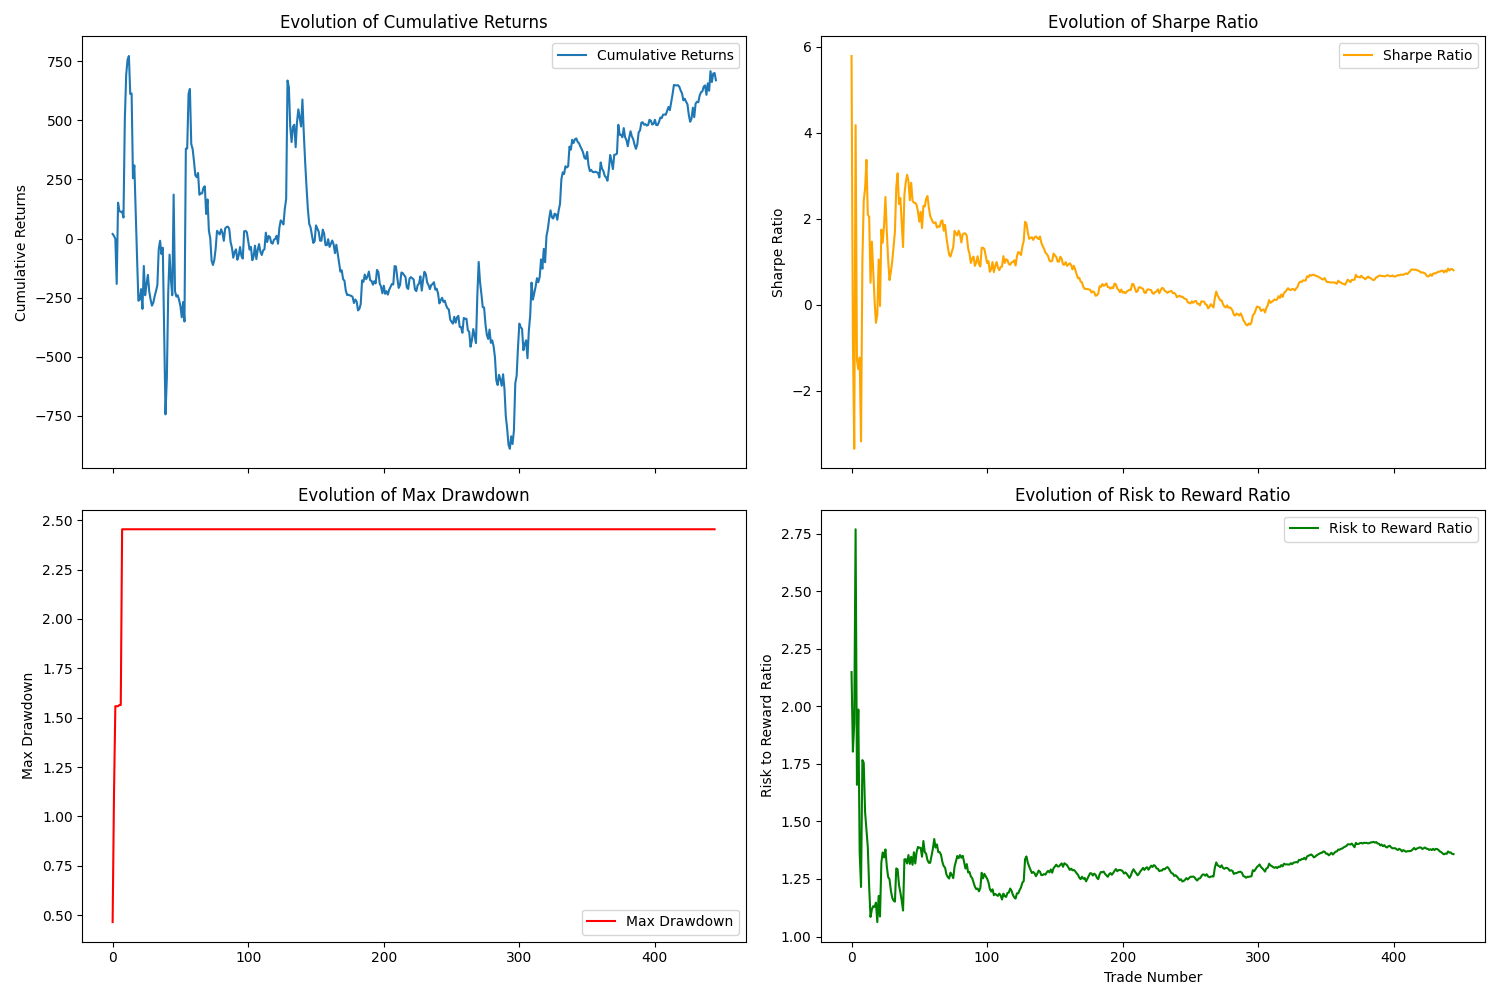 Evolution of Cumulative Returns
Cumulative Returns
750
500
250
0
−250
−500
−750
Cumulative Returns
Evolution of Sharpe Ratio
Sharpe Ratio
6
4
2
0
−2
Sharpe Ratio
Evolution of Max Drawdown
Max Drawdown
2.50
2.25
2.00
1.75
1.50
1.25
1.00
0.75
0.50
Max Drawdown
0 100 200 300 400
Evolution of Risk to Reward Ratio
Risk to Reward Ratio
2.75
2.50
2.25
2.00
1.75
1.50
1.25
1.00
Risk to Reward Ratio
0 100 200 300 400
Trade Number